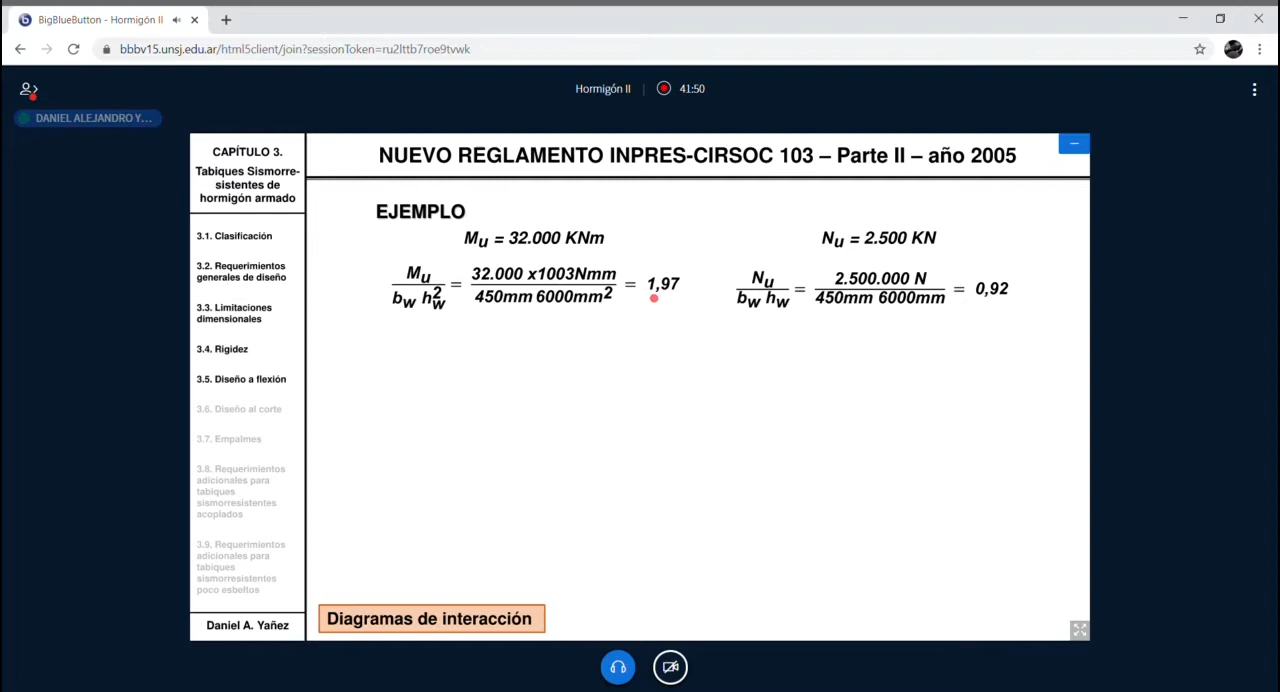 BigBlueButton - Hormigón II
bbbv15.unsj.edu.ar/html5client/join?sessionToken=ru2lttb7roe9tvwk
Hormigón II | 41:50
DANIEL ALEJANDRO Y...
CAPÍTULO 3.
Tabiques Sismorre-
sistentes de
hormigón armado
3.1. Clasificación
3.2. Requerimientos
generales de diseño
3.3. Limitaciones
dimensionales
3.4. Rigidez
3.5. Diseño a flexión
3.6. Diseño al corte
3.7. Empalmes
3.8. Requerimientos
adicionales para
tabiques
sismorresistentes
acoplados
3.9, Requerimientos
adicionales para
tabiques
sismorresistentes
poco esbeltos
Daniel A. Yañez
NUEVO REGLAMENTO INPRES-CIRSOC 103 – Parte II – año 2005
EJEMPLO
Mu = 32.000 KNm
Mu / bw hw² = 32.000 x1003Nmm / 450mm 6000mm2 = 1,97
Nu = 2.500 KN
Nu / bw hw = 2.500.000 N / 450mm 6000mm = 0,92
Diagramas de interacción